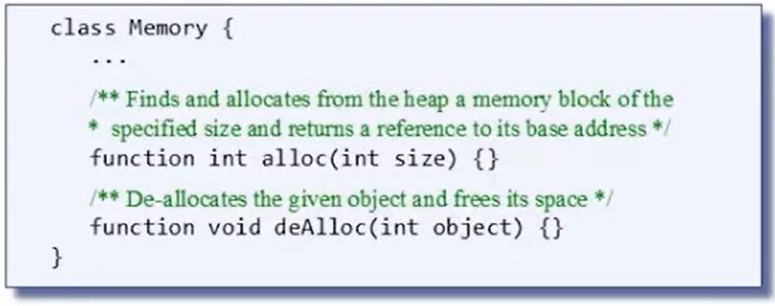 class Memory {
...
/** Finds and allocates from the heap a memory block of the
* specified size and returns a reference to its base address */
function int alloc(int size) {}
/** De-allocates the given object and frees its space */
function void deAlloc(int object) {}
}